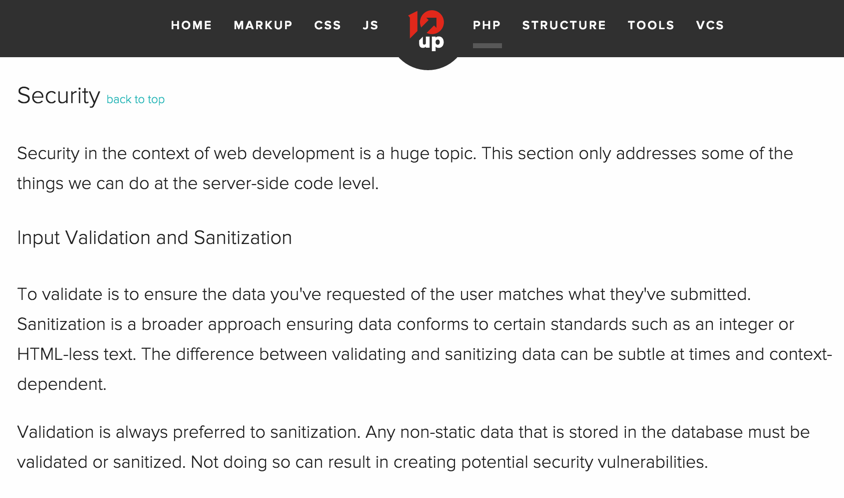 HOME MARKUP CSS JS 10up PHP STRUCTURE TOOLS VCS
Security back to top
Security in the context of web development is a huge topic. This section only addresses some of the
things we can do at the server-side code level.
Input Validation and Sanitization
To validate is to ensure the data you've requested of the user matches what they've submitted.
Sanitization is a broader approach ensuring data conforms to certain standards such as an integer or
HTML-less text. The difference between validating and sanitizing data can be subtle at times and context-
dependent.
Validation is always preferred to sanitization. Any non-static data that is stored in the database must be
validated or sanitized. Not doing so can result in creating potential security vulnerabilities.